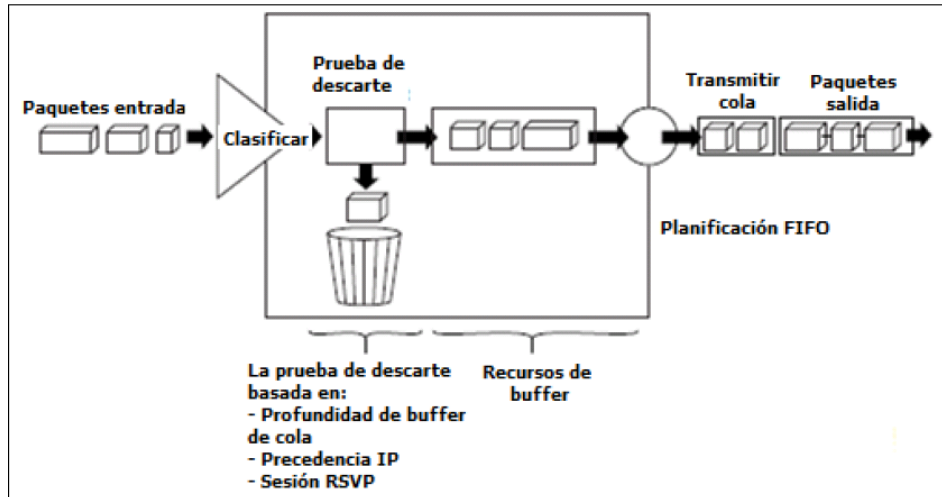 Paquetes entrada
Clasificar
Prueba de
descarte
Transmitir
cola
Paquetes
salida
Planificación FIFO
La prueba de descarte
basada en:
- Profundidad de buffer
de cola
- Precedencia IP
- Sesión RSVP
Recursos de
buffer